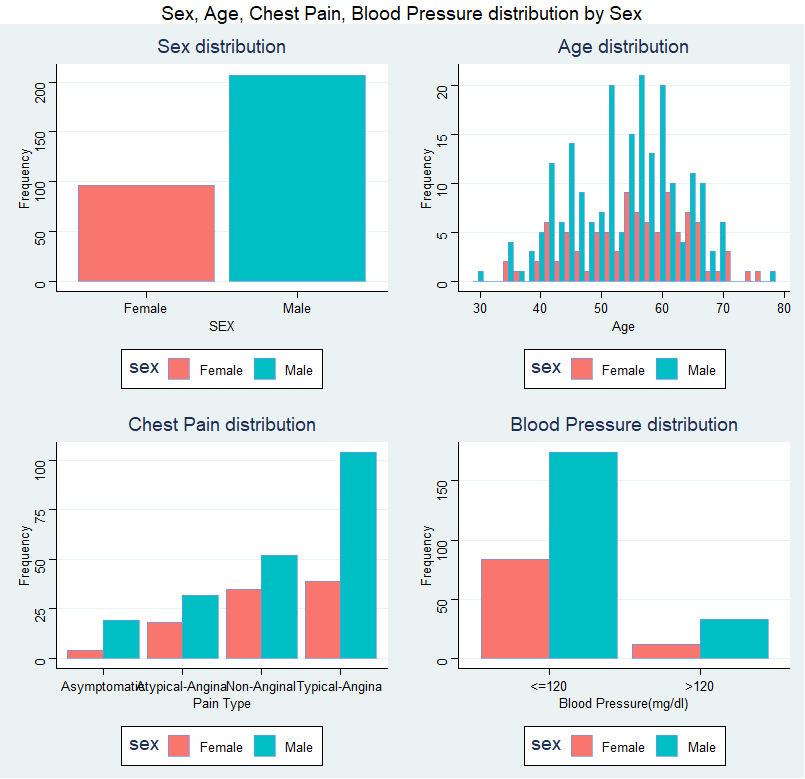 Sex, Age, Chest Pain, Blood Pressure distribution by Sex
Sex distribution
Frequency
0
50
100
150
200
Female Male
SEX
sex Female Male
Age distribution
Frequency
0
5
10
15
20
30 40 50 60 70 80
Age
sex Female Male
Chest Pain distribution
Frequency
0
25
50
75
100
Asymptomatic Atypical-Angina Non-Anginal Typical-Angina
Pain Type
sex Female Male
Blood Pressure distribution
Frequency
0
50
100
150
<=120 >120
Blood Pressure(mg/dl)
sex Female Male